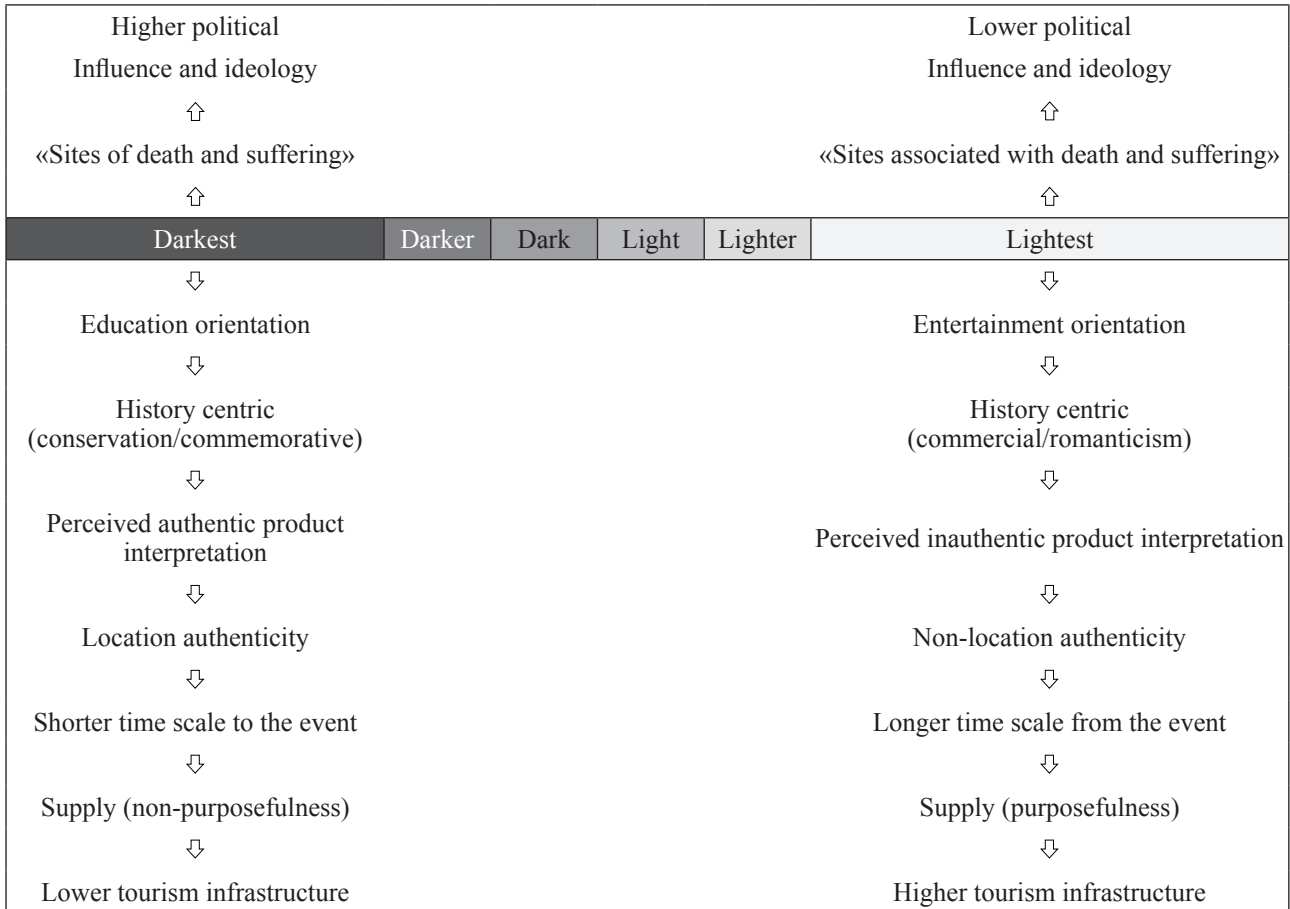 Higher political
Influence and ideology
«Sites of death and suffering»
Lower political
Influence and ideology
«Sites associated with death and suffering»
Darkest Darker Dark Light Lighter Lightest
Education orientation
History centric
(conservation/commemorative)
Perceived authentic product
interpretation
Location authenticity
Shorter time scale to the event
Supply (non-purposefulness)
Lower tourism infrastructure
Entertainment orientation
History centric
(commercial/romanticism)
Perceived inauthentic product interpretation
Non-location authenticity
Longer time scale from the event
Supply (purposefulness)
Higher tourism infrastructure